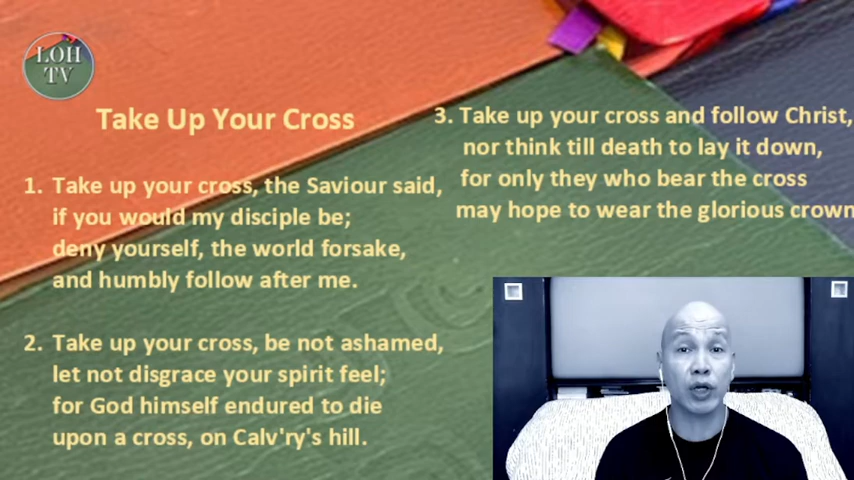 LOH
TV
Take Up Your Cross
1. Take up your cross, the Saviour said,
if you would my disciple be;
deny yourself, the world forsake,
and humbly follow after me.
2. Take up your cross, be not ashamed,
let not disgrace your spirit feel;
for God himself endured to die
upon a cross, on Calv'ry's hill.
3. Take up your cross and follow Christ,
nor think till death to lay it down,
for only they who bear the cross
may hope to wear the glorious crown